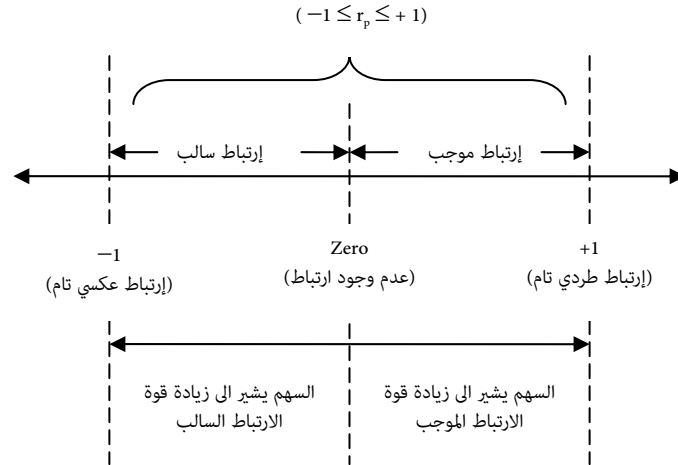 ( −1 ≤ rₚ ≤ + 1)
إرتباط موجب
إرتباط سالب
+1
Zero
−1
(إرتباط طردي تام)
(عدم وجود ارتباط)
(إرتباط عكسي تام)
السهم يشير الى زيادة قوة
الارتباط الموجب
السهم يشير الى زيادة قوة
الارتباط السالب